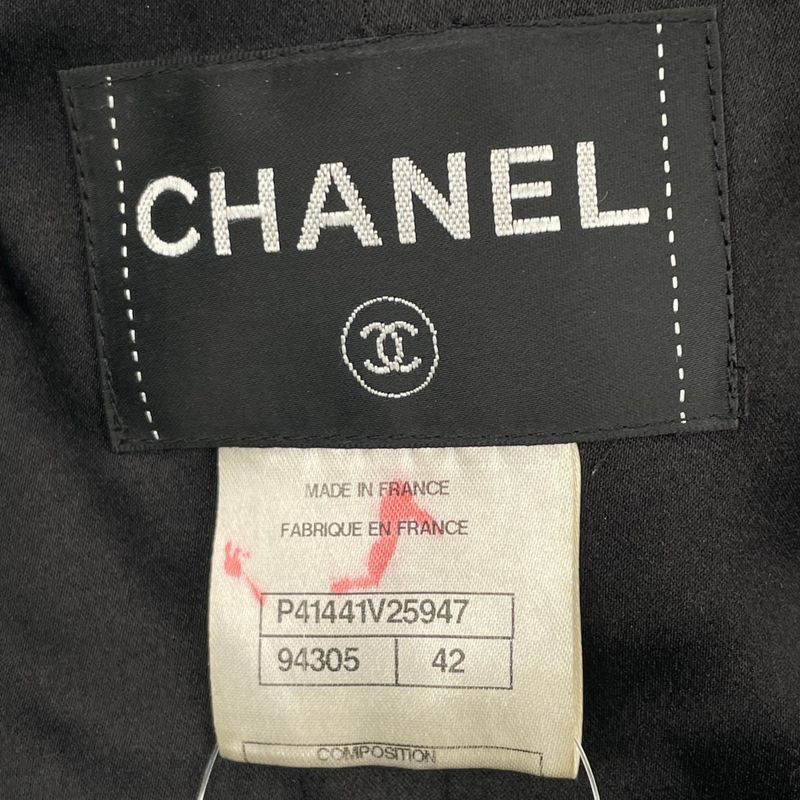 CHANEL
MADE IN FRANCE
FABRIQUE EN FRANCE
P41441V25947
94305 42
COMPOSITION